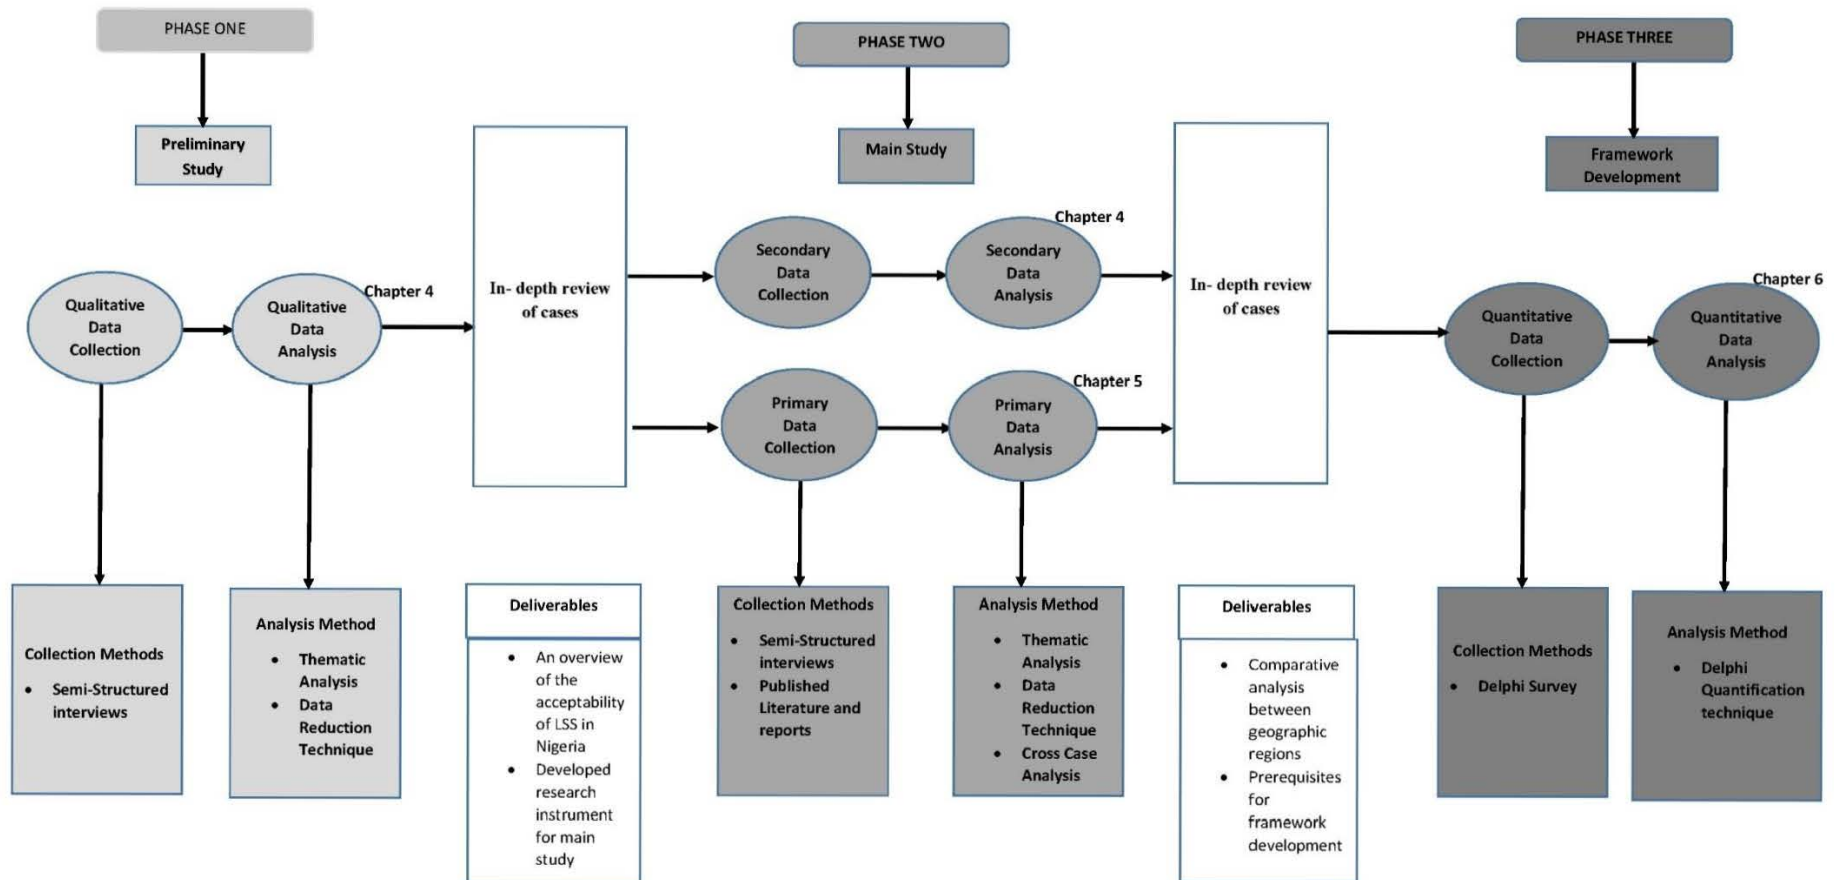 PHASE ONE
Preliminary
Study
Qualitative
Data
Collection
Qualitative
Data
Analysis
Chapter 4
Collection Methods
• Semi-Structured
interviews
Analysis Method
• Thematic
Analysis
• Data
Reduction
Technique
In- depth review
of cases
Deliverables
• An overview
of the
acceptability
of LSS in
Nigeria
• Developed
research
instrument
for main
study
PHASE TWO
Main Study
Secondary
Data
Collection
Secondary
Data
Analysis
Chapter 4
Primary
Data
Collection
Primary
Data
Analysis
Chapter 5
Collection Methods
• Semi-Structured
interviews
• Published
Literature and
reports
Analysis Method
• Thematic
Analysis
• Data
Reduction
Technique
• Cross Case
Analysis
In- depth review
of cases
Deliverables
• Comparative
analysis
between
geographic
regions
• Prerequisites
for
framework
development
PHASE THREE
Framework
Development
Quantitative
Data
Collection
Quantitative
Data
Analysis
Chapter 6
Collection Methods
• Delphi Survey
Analysis Method
• Delphi
Quantification
technique